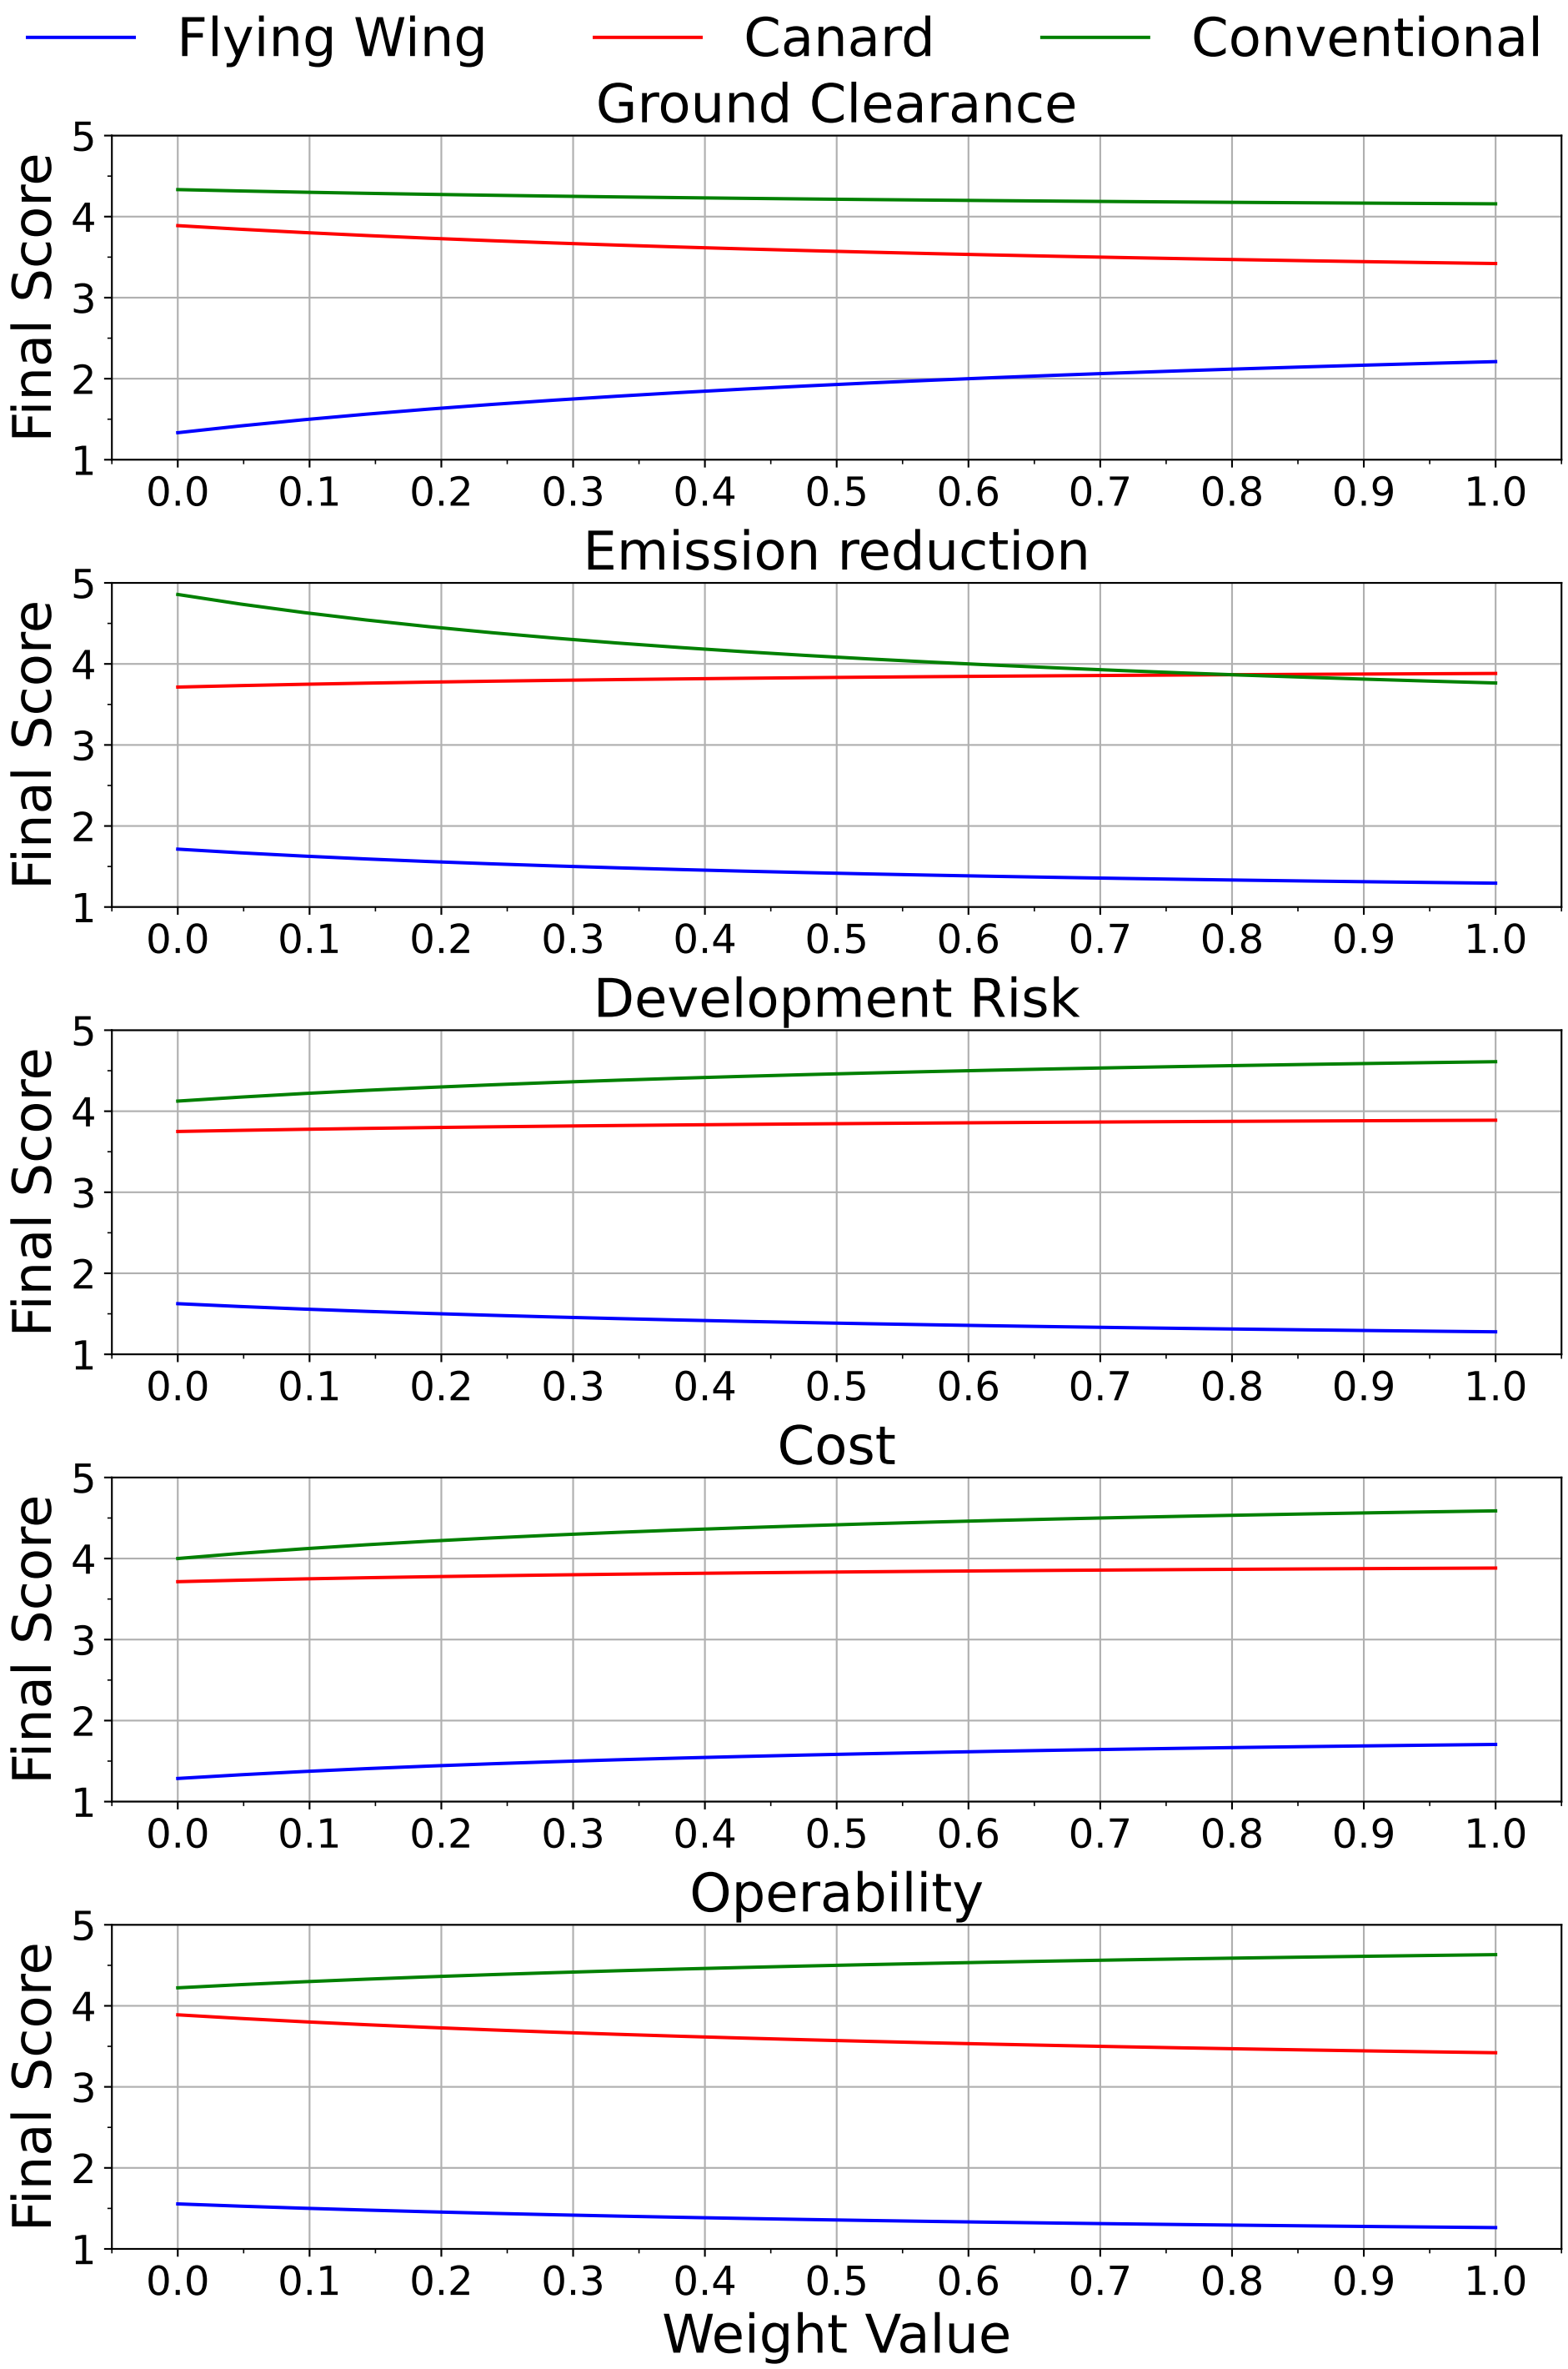 Flying Wing Canard Conventional
Ground Clearance
Final Score
5
4
3
2
1
0.0 0.1 0.2 0.3 0.4 0.5 0.6 0.7 0.8 0.9 1.0
Emission reduction
Final Score
5
4
3
2
1
0.0 0.1 0.2 0.3 0.4 0.5 0.6 0.7 0.8 0.9 1.0
Development Risk
Final Score
5
4
3
2
1
0.0 0.1 0.2 0.3 0.4 0.5 0.6 0.7 0.8 0.9 1.0
Cost
Final Score
5
4
3
2
1
0.0 0.1 0.2 0.3 0.4 0.5 0.6 0.7 0.8 0.9 1.0
Operability
Final Score
5
4
3
2
1
0.0 0.1 0.2 0.3 0.4 0.5 0.6 0.7 0.8 0.9 1.0
Weight Value